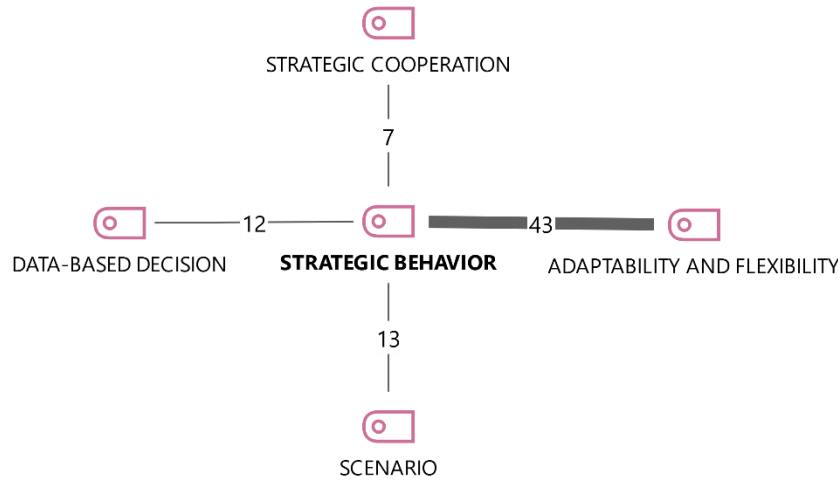 STRATEGIC COOPERATION
7
12
43
DATA-BASED DECISION
STRATEGIC BEHAVIOR
ADAPTABILITY AND FLEXIBILITY
13
SCENARIO